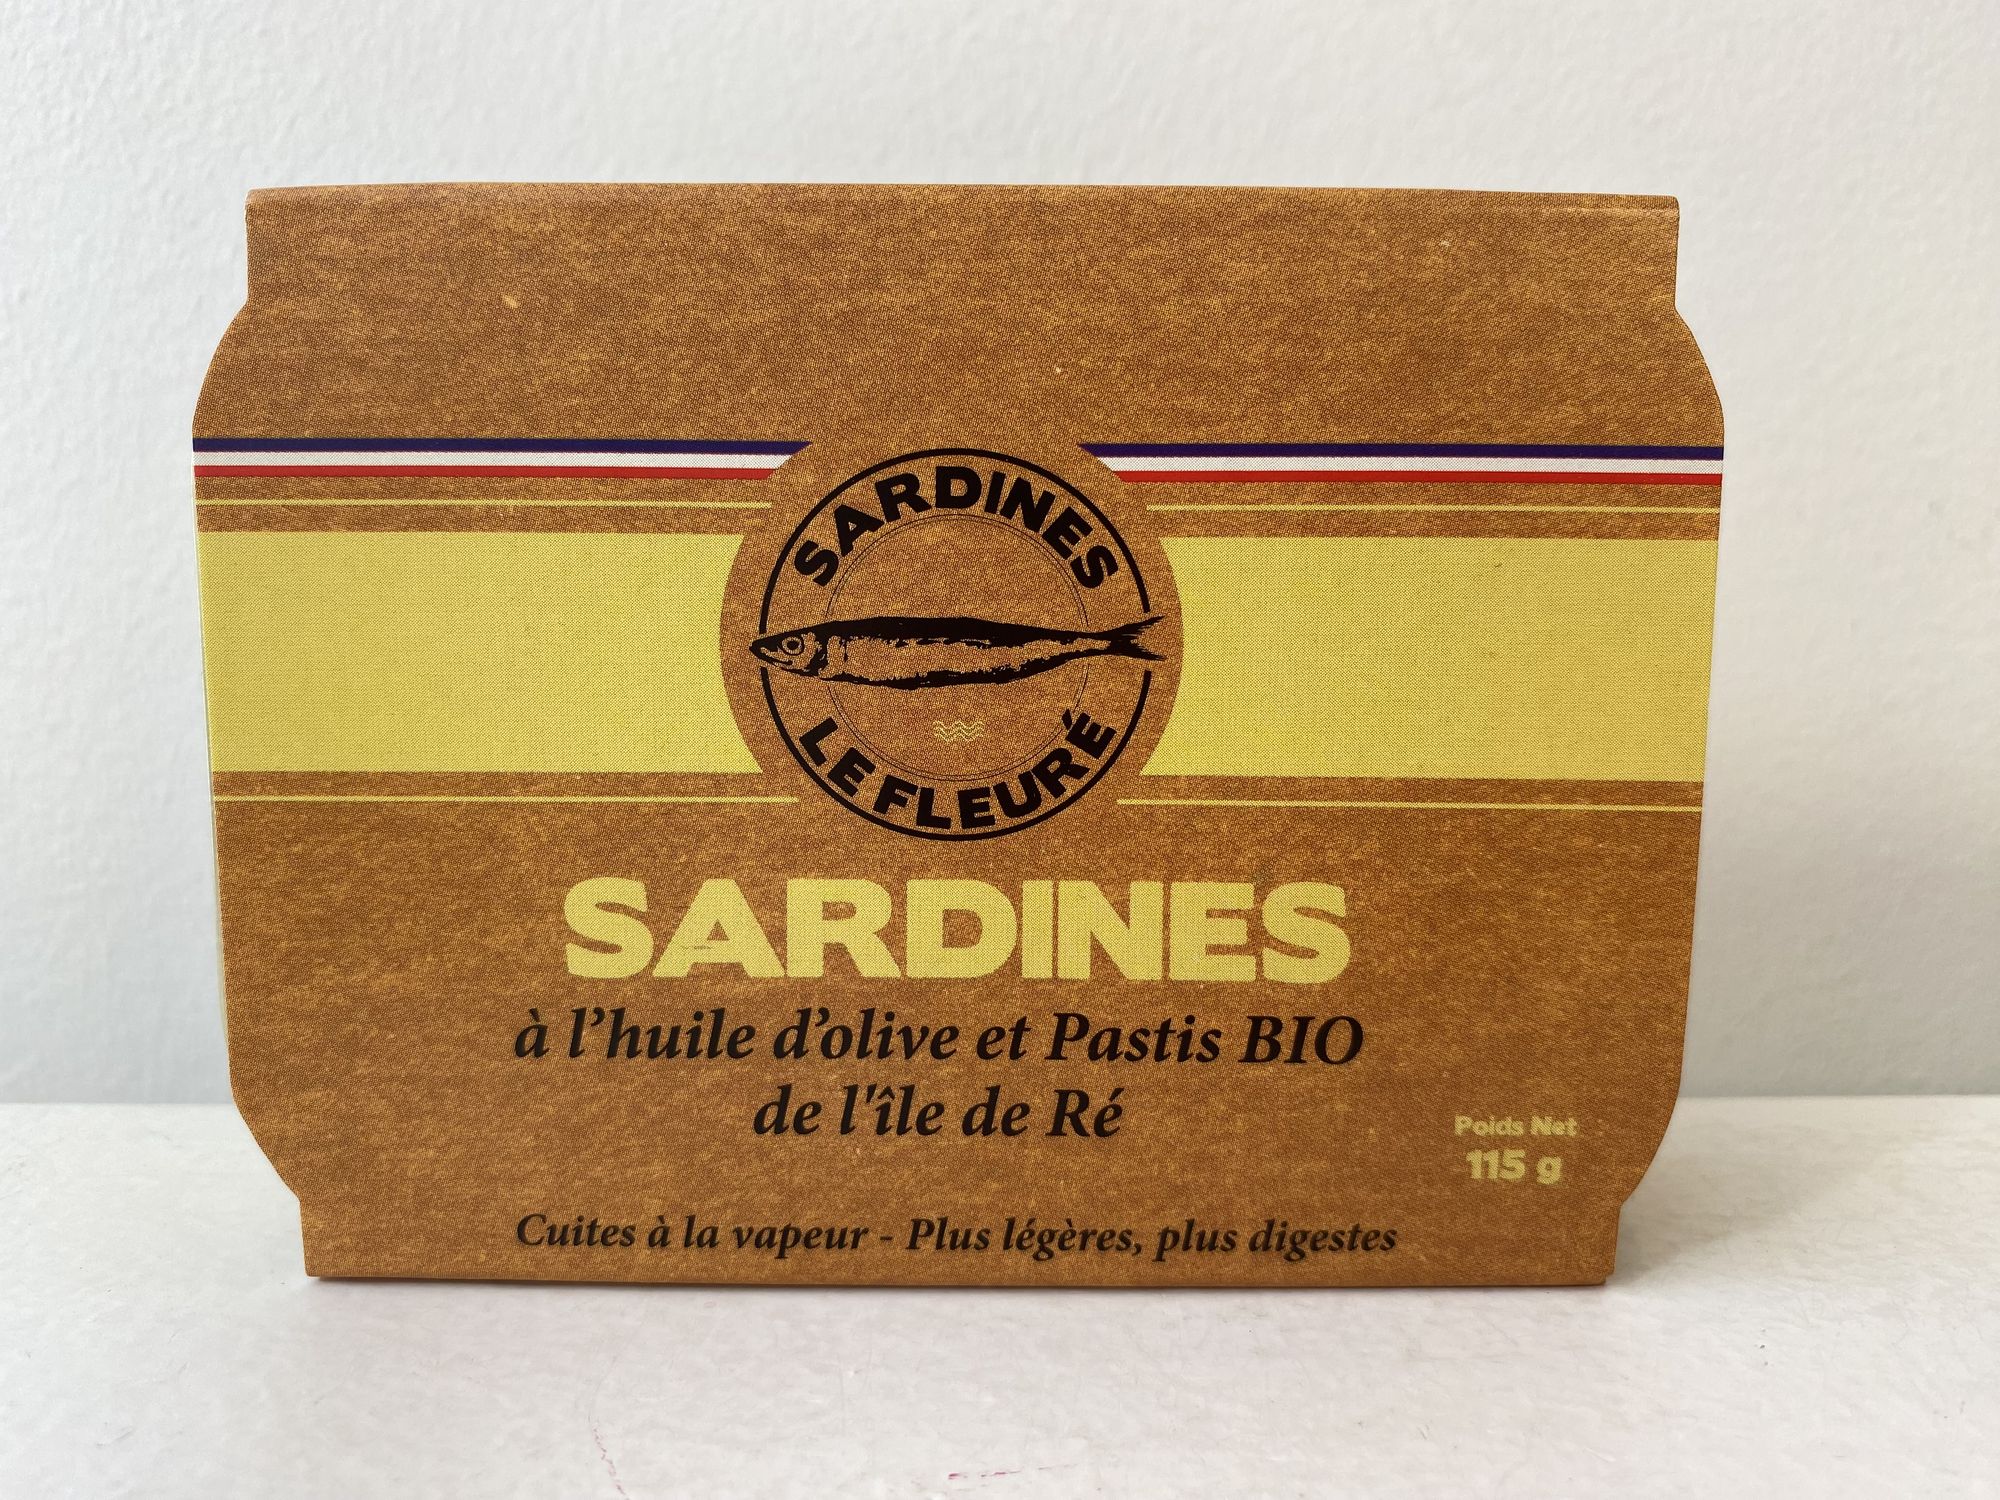 SARDINES
LE FLEURÉ
SARDINES
à l’huile d’olive et Pastis BIO
de l'île de Ré
Poids Net
115 g
Cuites à la vapeur - Plus légères, plus digestes